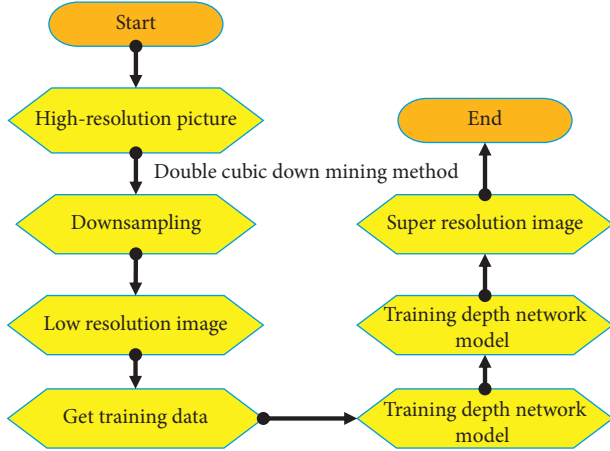 Start
High-resolution picture
Double cubic down mining method
Downsampling
Low resolution image
Get training data
Training depth network
model
Training depth network
model
Super resolution image
End